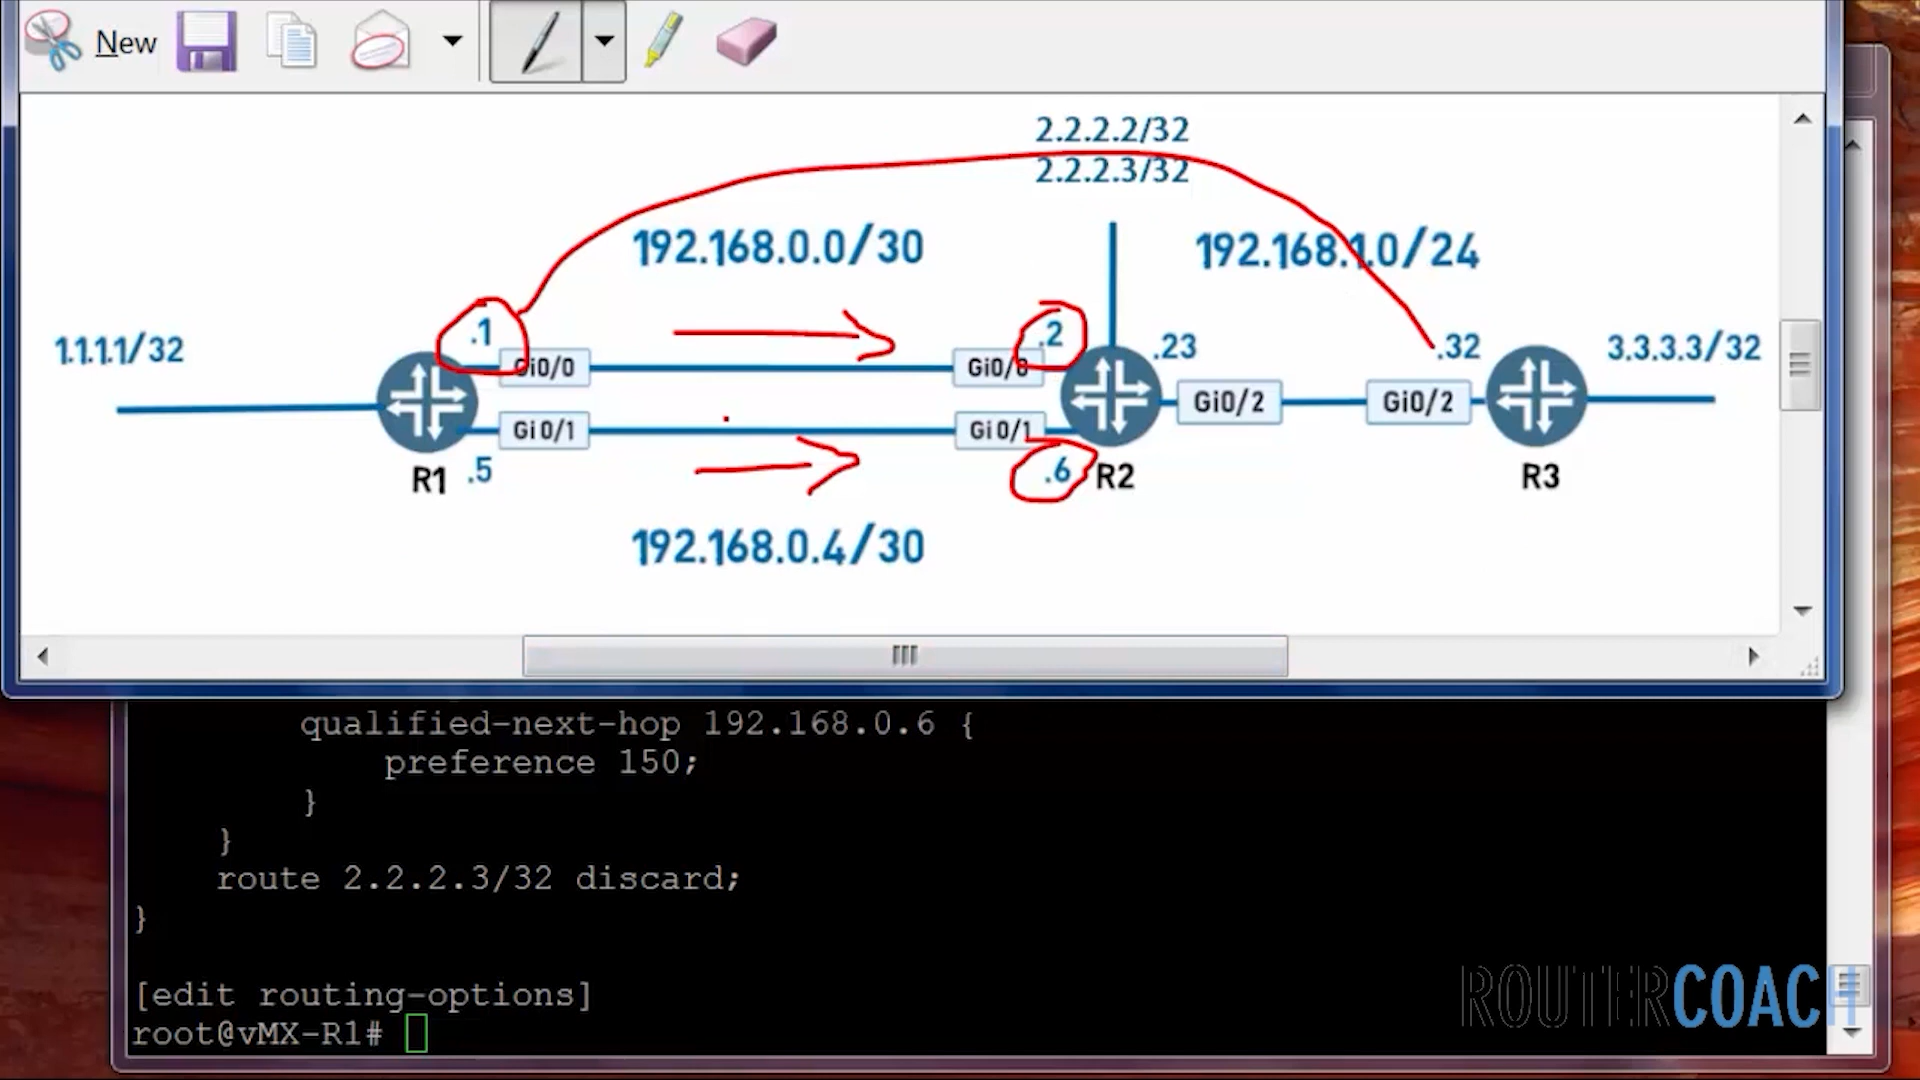 New
2.2.2.2/32
2.2.2.3/32
192.168.0.0/30
192.168.1.0/24
1.1.1.1/32
.1
.2
.23
.32
3.3.3.3/32
Gi0/0
Gi0/0
Gi0/2
Gi0/2
Gi 0/1
Gi 0/1
R1
.5
.6
R2
R3
192.168.0.4/30
qualified-next-hop 192.168.0.6 {
preference 150;
}
}
route 2.2.2.3/32 discard;
}
[edit routing-options]
root@vMX-R1#
ROUTERCOACH